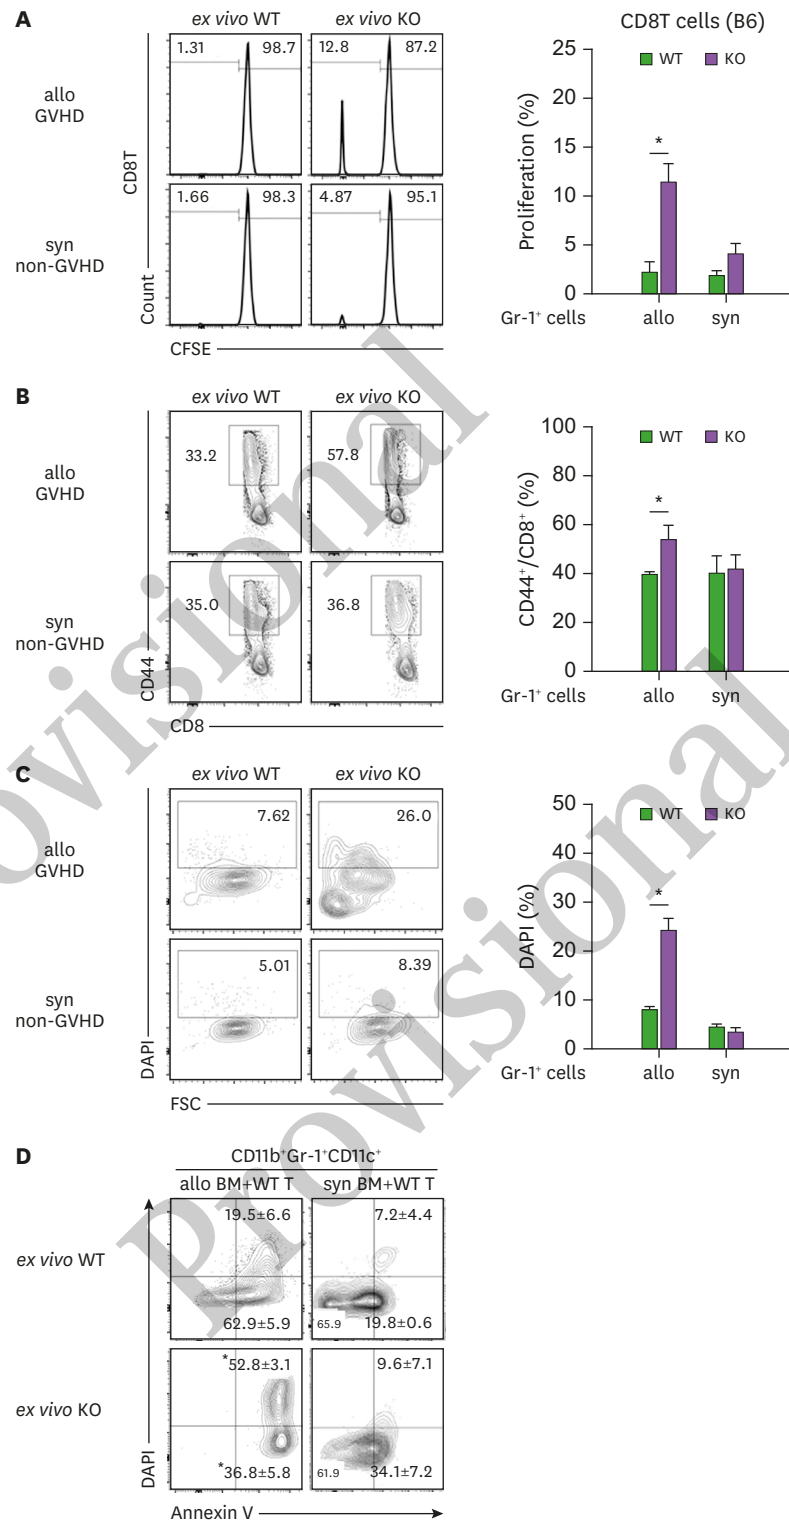 A
ex vivo WT ex vivo KO
allo
GVHD
1.31 98.7
12.8 87.2
syn
non-GVHD
1.66 98.3
4.87 95.1
CD8T
Count
CFSE
CD8T cells (B6)
WT KO
Proliferation (%)
25
20
15
10
5
0
*
Gr-1⁺ cells allo syn
B
ex vivo WT ex vivo KO
allo
GVHD
33.2
57.8
syn
non-GVHD
35.0
36.8
CD44
CD8
WT KO
CD44⁺/CD8⁺ (%)
100
80
60
40
20
0
*
Gr-1⁺ cells allo syn
C
ex vivo WT ex vivo KO
allo
GVHD
7.62
26.0
syn
non-GVHD
5.01
8.39
DAPI
FSC
WT KO
DAPI (%)
50
40
30
20
10
0
*
Gr-1⁺ cells allo syn
D
CD11b⁺Gr-1⁺CD11c⁺
allo BM+WT T syn BM+WT T
ex vivo WT
19.5±6.6
62.9±5.9
7.2±4.4
65.9 19.8±0.6
ex vivo KO
*52.8±3.1
*36.8±5.8
9.6±7.1
61.9 34.1±7.2
DAPI
Annexin V
Provisional
Provisional